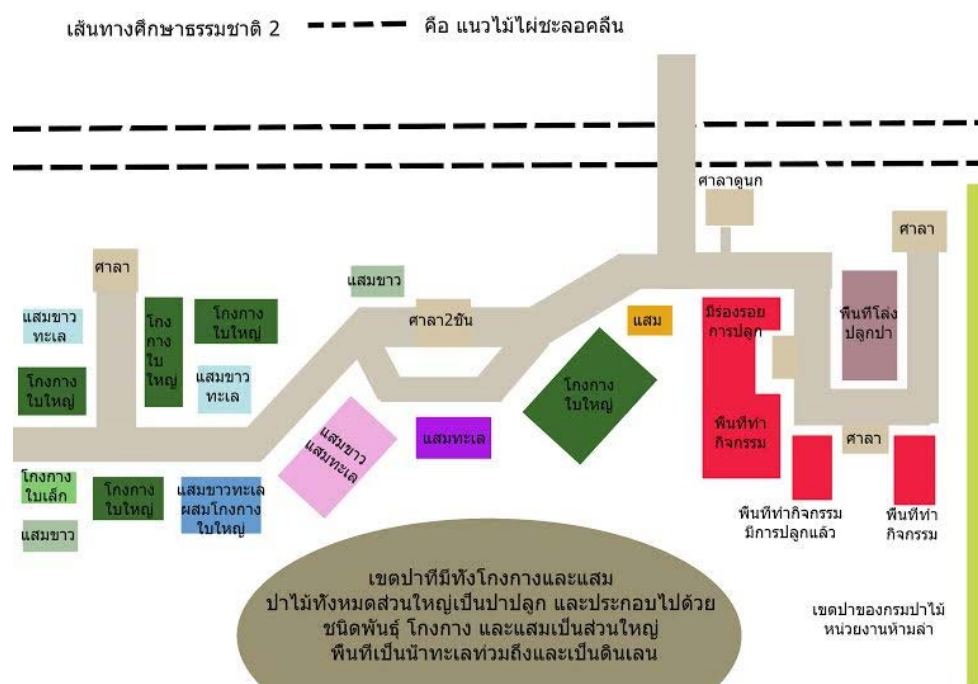 เส้นทางศึกษาธรรมชาติ 2
คือ แนวไม้ไผ่ชะลอคลื่น
ศาลาดูนก
ศาลา
ศาลา
แสมขาว
ศาลา2ชั้น
แสมขาว
ทะเล
โกง
กาง
ใบ
ใหญ่
โกงกาง
ใบใหญ่
แสม
มีร่องรอย
การปลูก
พื้นที่โล่ง
ปลูกป่า
โกงกาง
ใบใหญ่
แสมขาว
ทะเล
โกงกาง
ใบใหญ่
แสมขาว
แสมทะเล
แสมทะเล
พื้นที่ทำ
กิจกรรม
ศาลา
โกงกาง
ใบเล็ก
โกงกาง
ใบใหญ่
แสมขาวทะเล
ผสมโกงกาง
ใบใหญ่
แสมขาว
พื้นที่ทำกิจกรรม
มีการปลูกแล้ว
พื้นที่ทำ
กิจกรรม
เขตป่าที่มีทั้งโกงกางและแสม
ป่าไม้ทั้งหมดส่วนใหญ่เป็นป่าปลูก และประกอบไปด้วย
ชนิดพันธุ์ โกงกาง และแสมเป็นส่วนใหญ่
พื้นที่เป็นน้ำทะเลท่วมถึงและเป็นดินเลน
เขตป่าของกรมป่าไม้
หน่วยงานห้ามล่า